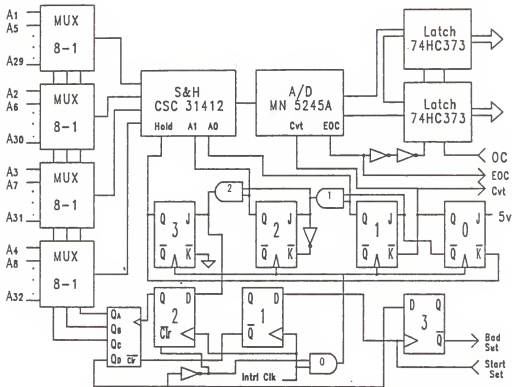 A1
A5
A29
MUX
8-1
A2
A6
A30
MUX
8-1
A3
A7
A31
MUX
8-1
A4
A8
A32
MUX
8-1
S&H
CSC 31412
Hold A1 A0
A/D
MN 5245A
Cvt EOC
Latch
74HC373
Latch
74HC373
OC
EOC
Cvt
2
1
Q J
3
Q K
Q J
2
Q K
Q J
1
Q K
Q J
0
Q K
5v
QA
QB
QC
QD Clr
Q D
2
Clr
Q D
1
Q
0
Intrl Clk
D Q
3
Q
Bad
Set
Start
Set